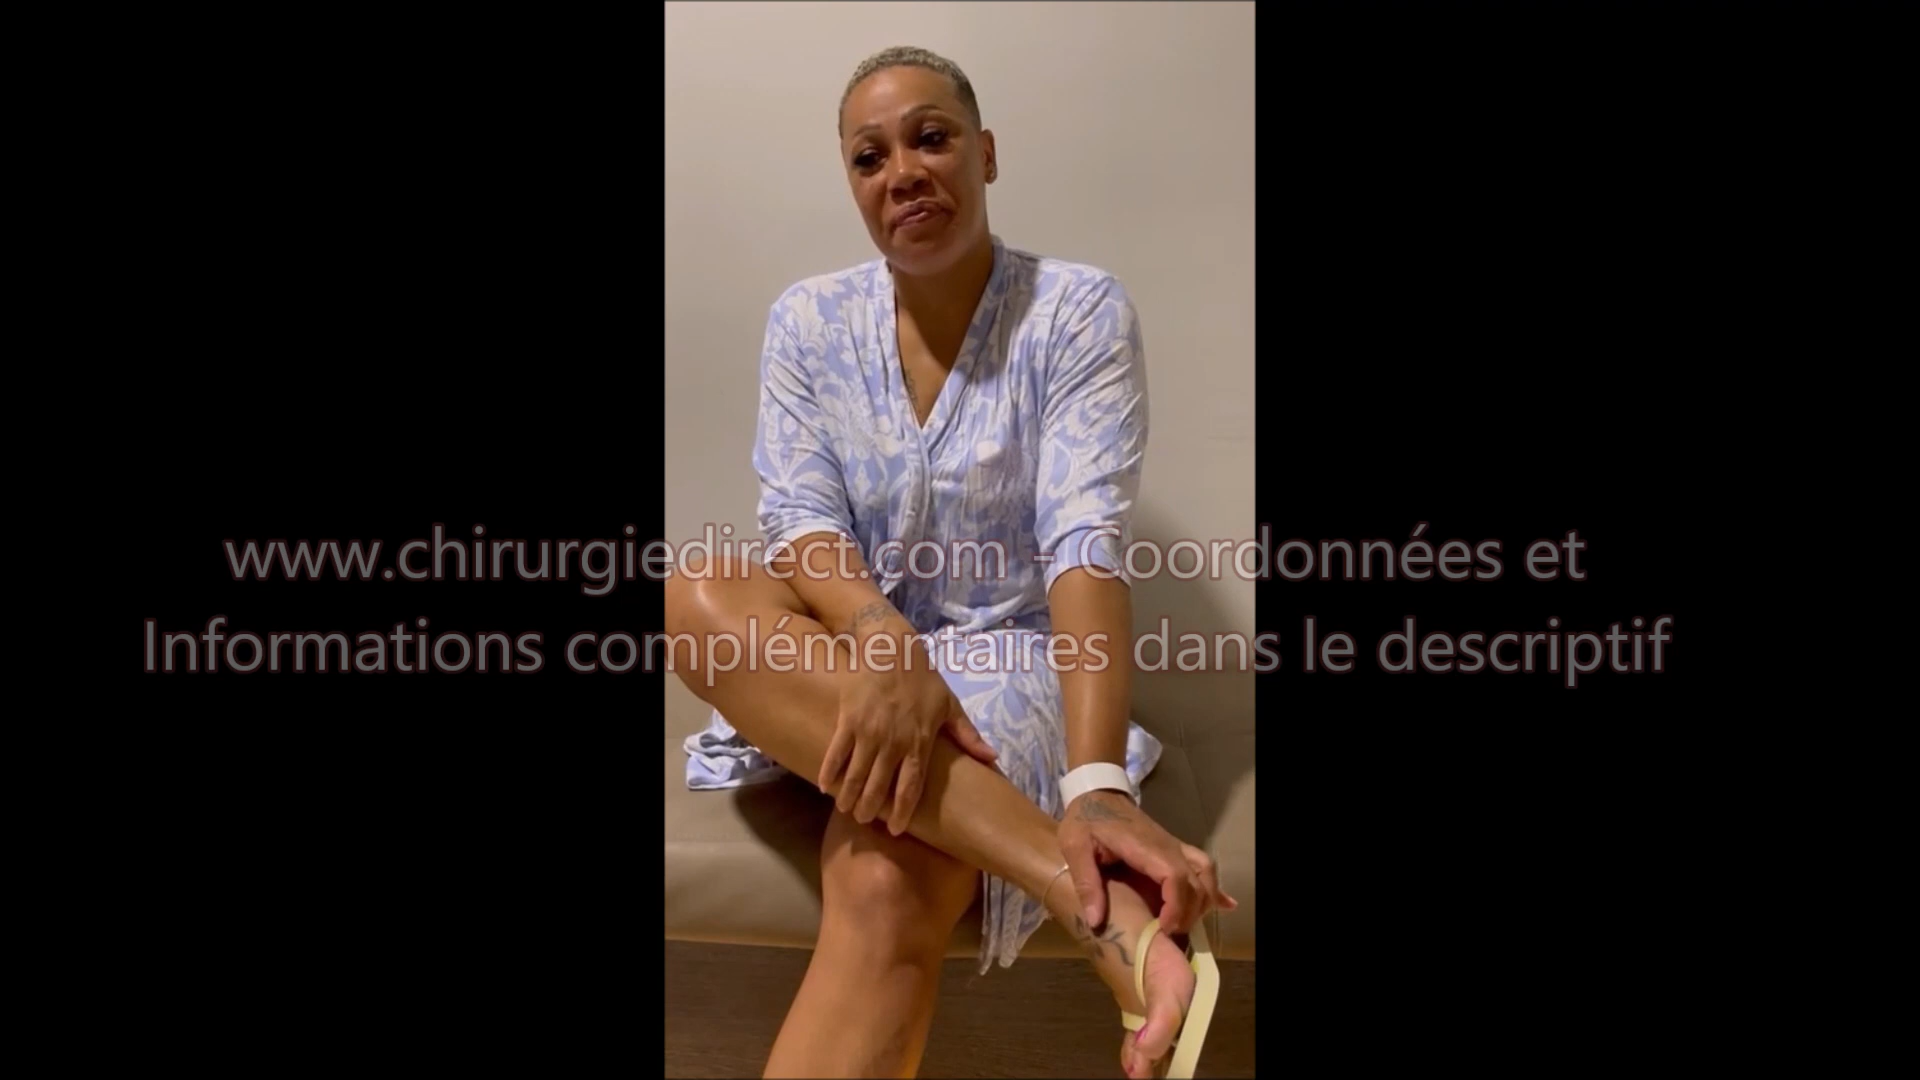 www.chirurgiedirect.com - Coordonnées et
Informations complémentaires dans le descriptif